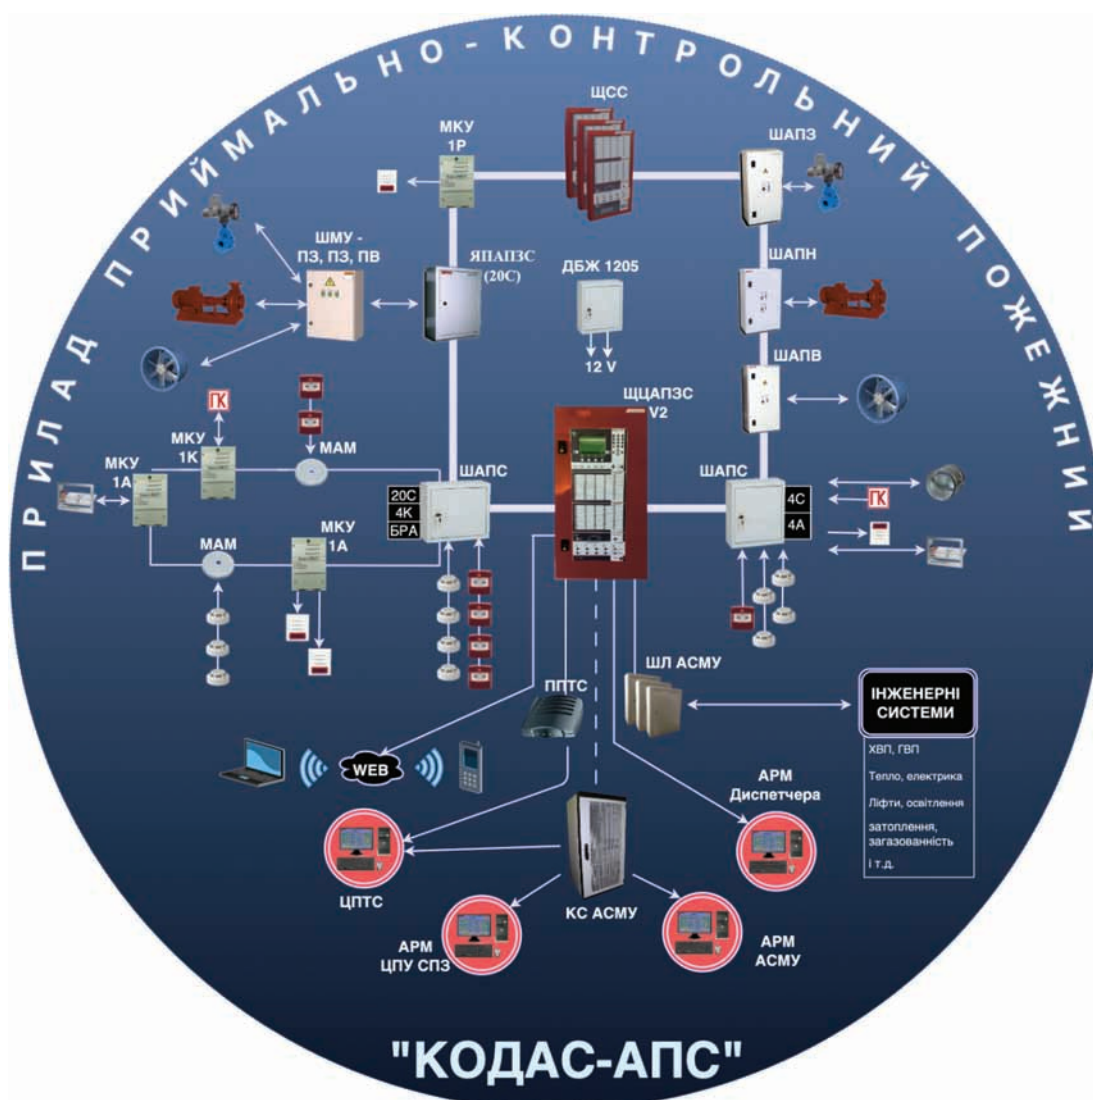 ПРИЛАД ПРИЙМАЛЬНО-КОНТРОЛЬНИЙ ПОЖЕЖНИЙ
ЩСС
МКУ
1Р
ШАПЗ
ШМУ -
ПЗ, ПЗ, ПВ
ЯПАПЗС
(20С)
ДБЖ 1205
ШАПН
12 V
ШАПВ
ЩЦАПЗС
V2
ПК
МКУ
1К
МАМ
МКУ
1А
ШАПС
20С
4К
БРА
ШАПС
4С
4А
ПК
МАМ
МКУ
1А
ППТС
ШЛ АСМУ
ІНЖЕНЕРНІ
СИСТЕМИ
ХВП, ГВП
Тепло, електрика
Ліфти, освітлення
затоплення,
загазованність
і т.д.
WEB
АРМ
Диспетчера
ЦПТС
КС АСМУ
АРМ
ЦПУ СПЗ
АРМ
АСМУ
"КОДАС-АПС"